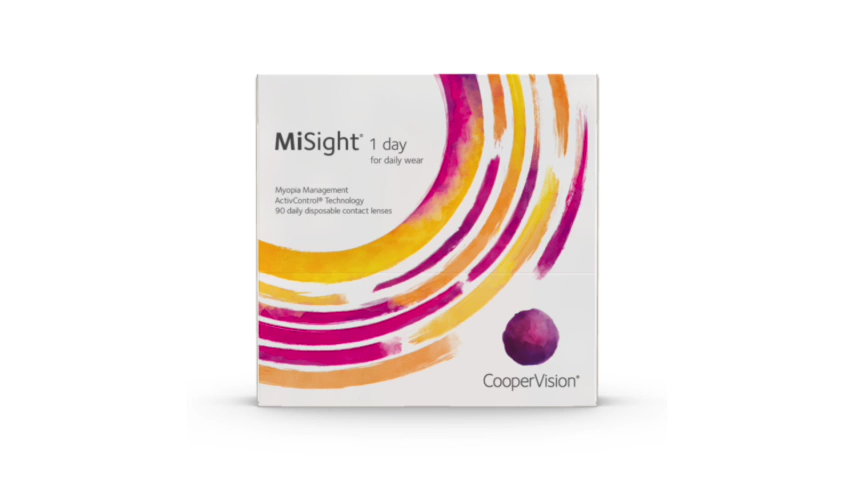 MiSight® 1 day
for daily wear
Myopia Management
ActivControl® Technology
90 daily disposable contact lenses
CooperVision®